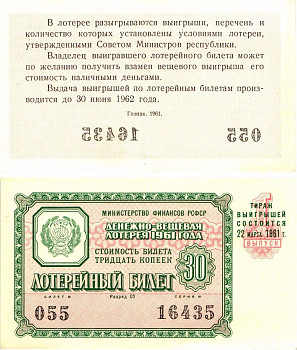 В лотерее разыгрываются выигрыши, перечень и
количество которых установлены условиями лотереи,
утвержденными Советом Министров республики.
Владелец выигравшего лотерейного билета может
по желанию получить взамен вещевого выигрыша его
стоимость наличными деньгами.
Выдача выигрышей по лотерейным билетам произ-
водится до 30 июня 1962 года.
Гознак. 1961.
16435 055
МИНИСТЕРСТВО ФИНАНСОВ РСФСР
ДЕНЕЖНО-ВЕЩЕВАЯ
ЛОТЕРЕЯ 1961 ГОДА
СТОИМОСТЬ БИЛЕТА
ТРИДЦАТЬ КОПЕЕК
30
ЛОТЕРЕЙНЫЙ БИЛЕТ
БИЛЕТ № Разряд 01 СЕРИЯ №
055 16435
ТИРАЖ
ВЫИГРЫШЕЙ
СОСТОИТСЯ
22 МАРТА 1961 г.
1
ВЫПУСК